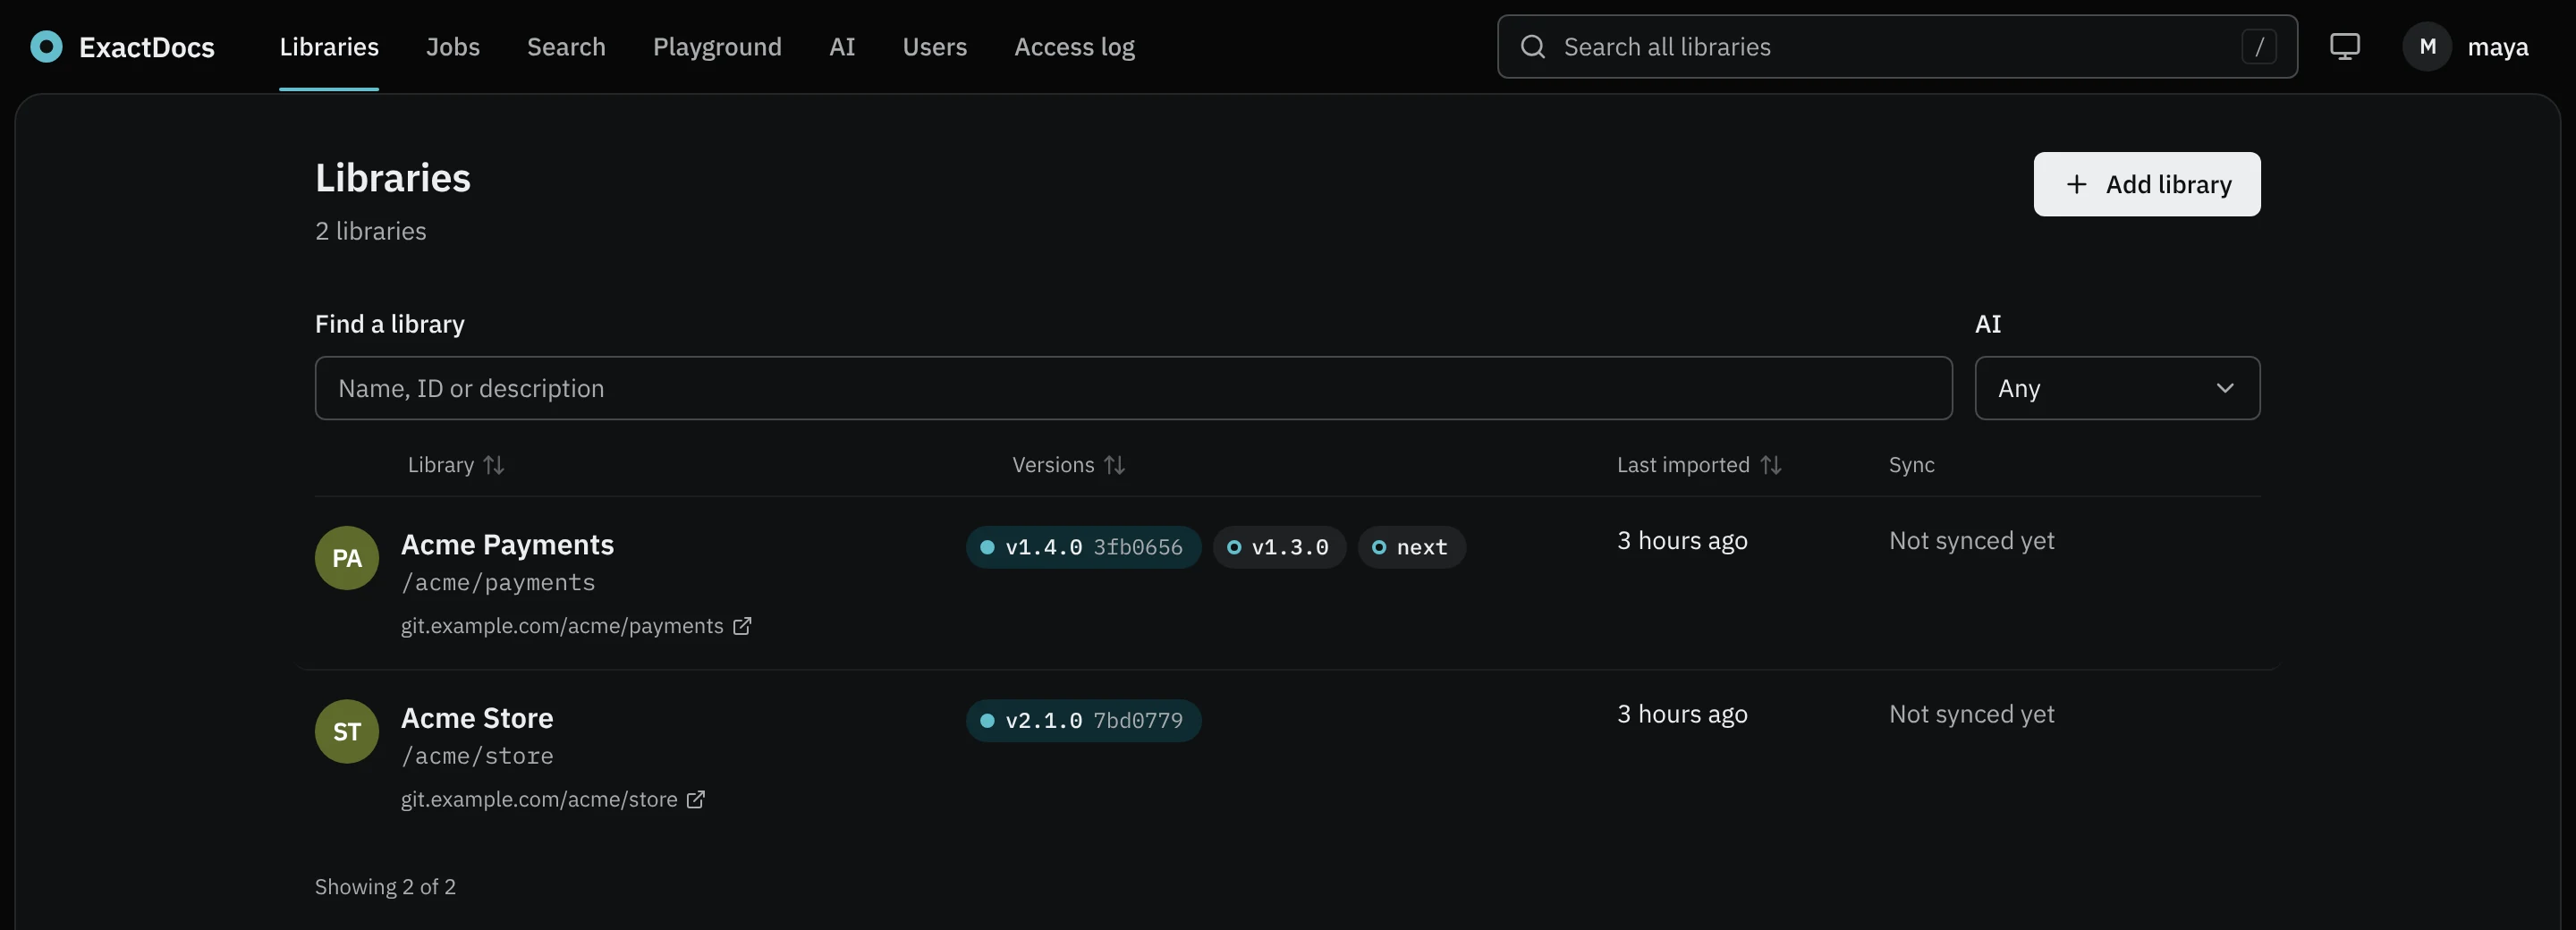 ExactDocs Libraries Jobs Search Playground AI Users Access log Search all libraries / M maya
Libraries
+ Add library
2 libraries
Find a library AI
Name, ID or description Any
Library Versions Last imported Sync
PA Acme Payments v1.4.0 3fb0656 v1.3.0 next 3 hours ago Not synced yet
/acme/payments
git.example.com/acme/payments
ST Acme Store v2.1.0 7bd0779 3 hours ago Not synced yet
/acme/store
git.example.com/acme/store
Showing 2 of 2